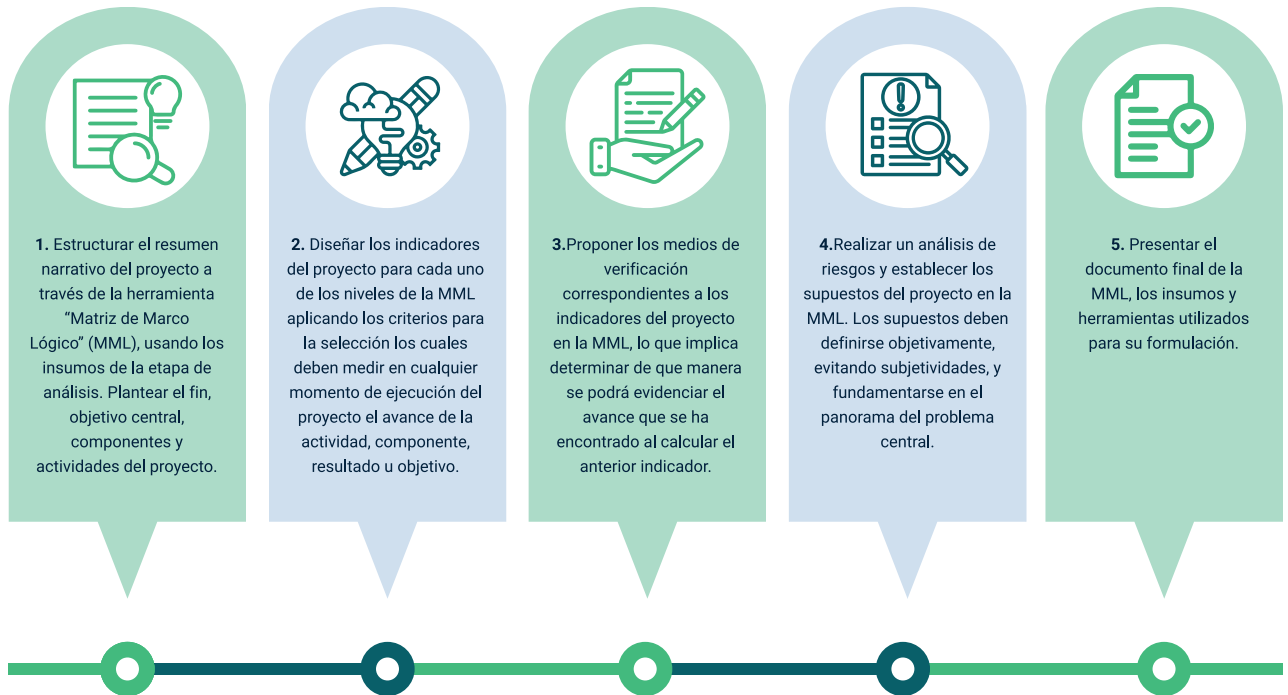 1. Estructurar el resumen
narrativo del proyecto a
través de la herramienta
“Matriz de Marco
Lógico” (MML), usando los
insumos de la etapa de
análisis. Plantear el fin,
objetivo central,
componentes y
actividades del proyecto.
2. Diseñar los indicadores
del proyecto para cada uno
de los niveles de la MML
aplicando los criterios para
la selección los cuales
deben medir en cualquier
momento de ejecución del
proyecto el avance de la
actividad, componente,
resultado u objetivo.
3.Proponer los medios de
verificación
correspondientes a los
indicadores del proyecto
en la MML, lo que implica
determinar de que manera
se podrá evidenciar el
avance que se ha
encontrado al calcular el
anterior indicador.
4.Realizar un análisis de
riesgos y establecer los
supuestos del proyecto en la
MML. Los supuestos deben
definirse objetivamente,
evitando subjetividades, y
fundamentarse en el
panorama del problema
central.
5. Presentar el
documento final de la
MML, los insumos y
herramientas utilizados
para su formulación.